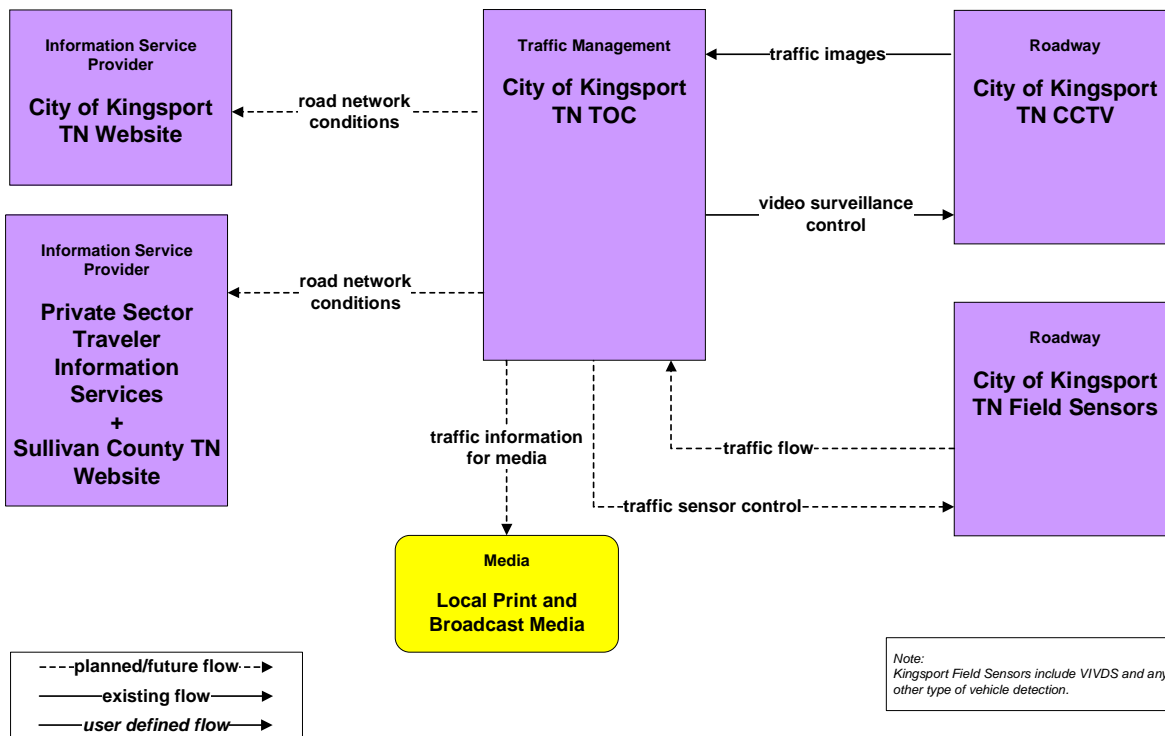 Information Service
Provider
City of Kingsport
TN Website
road network
conditions
Traffic Management
City of Kingsport
TN TOC
traffic images
Roadway
City of Kingsport
TN CCTV
video surveillance
control
Information Service
Provider
Private Sector
Traveler
Information
Services
+
Sullivan County TN
Website
road network
conditions
Roadway
City of Kingsport
TN Field Sensors
traffic information
for media
traffic flow
traffic sensor control
Media
Local Print and
Broadcast Media
planned/future flow
existing flow
user defined flow
Note:
Kingsport Field Sensors include VIVDS and any
other type of vehicle detection.